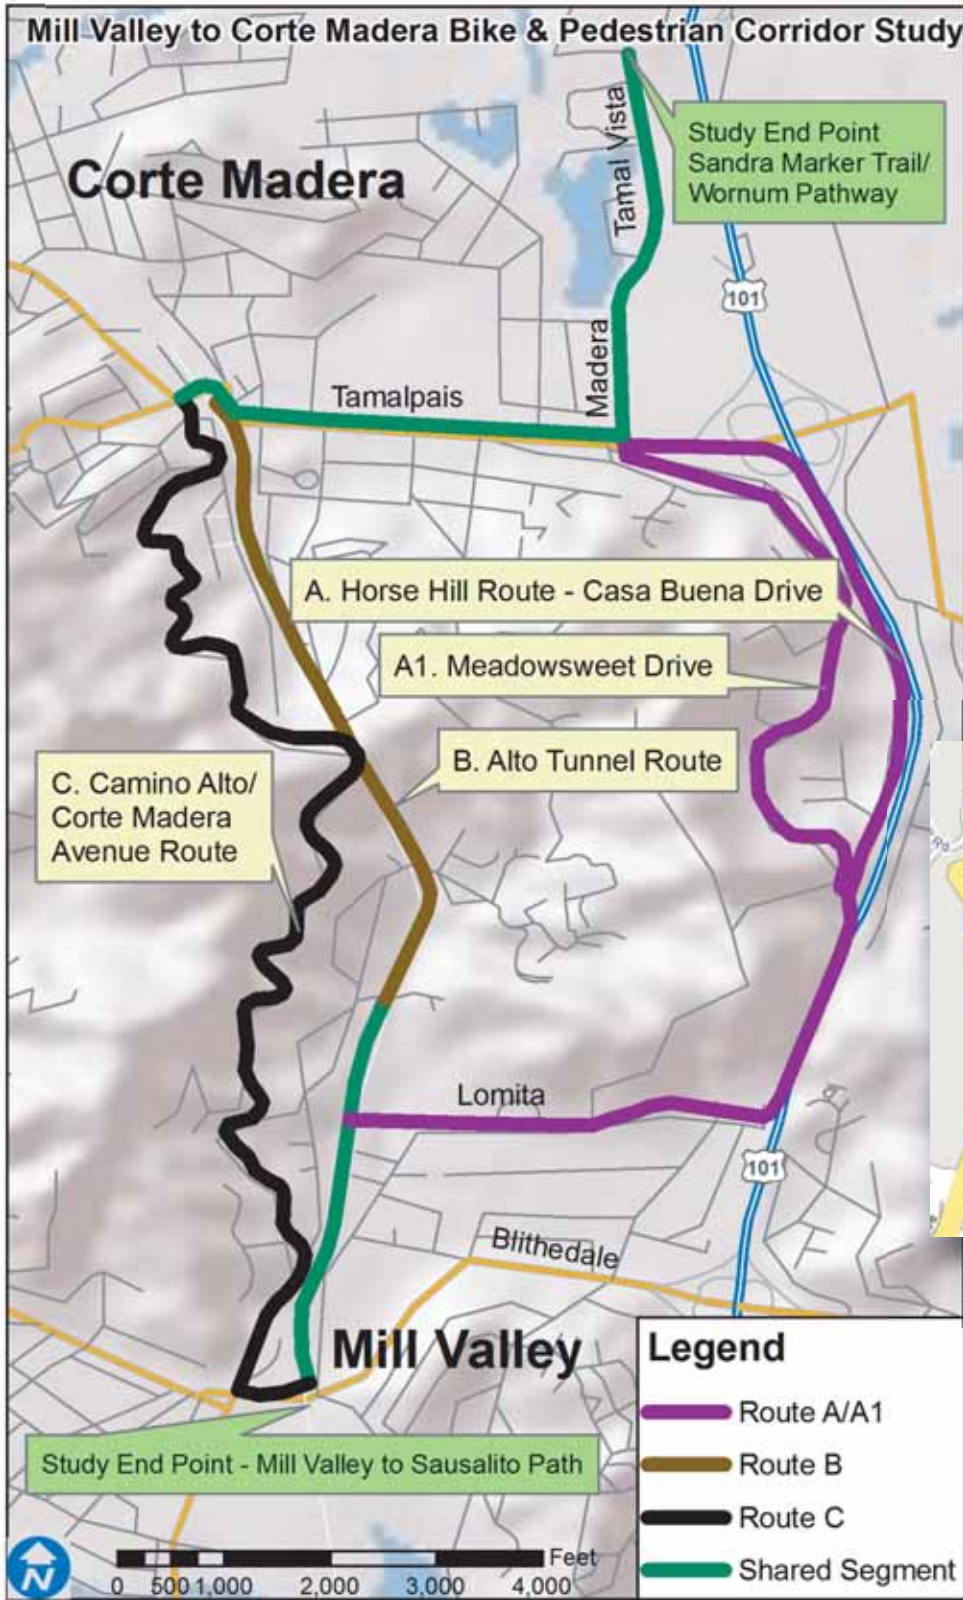 Mill Valley to Corte Madera Bike & Pedestrian Corridor Study
Study End Point
Sandra Marker Trail/
Wornum Pathway
Tamal Vista
Corte Madera
101
Madera
Tamalpais
A. Horse Hill Route - Casa Buena Drive
A1. Meadowsweet Drive
B. Alto Tunnel Route
C. Camino Alto/
Corte Madera
Avenue Route
Rd
Lomita
101
Blithedale
Mill Valley
Study End Point - Mill Valley to Sausalito Path
Legend
Route A/A1
Route B
Route C
Shared Segment
N
Feet
0 500 1,000 2,000 3,000 4,000